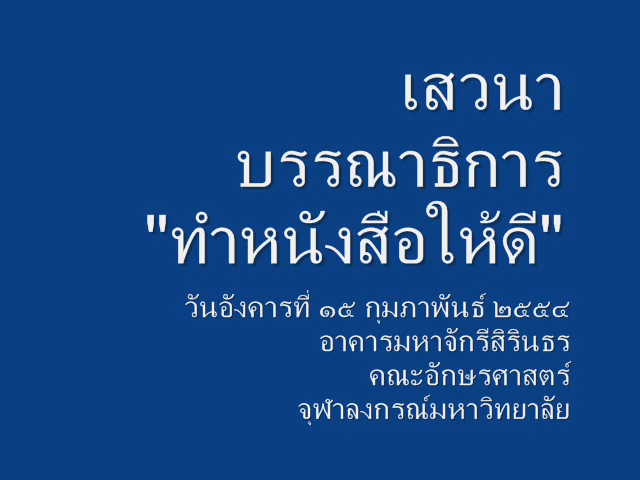 เสวนา
บรรณาธิการ
"ทำหนังสือให้ดี"
วันอังคารที่ ๑๕ กุมภาพันธ์ ๒๕๕๔
อาคารมหาจักรีสิรินธร
คณะอักษรศาสตร์
จุฬาลงกรณ์มหาวิทยาลัย